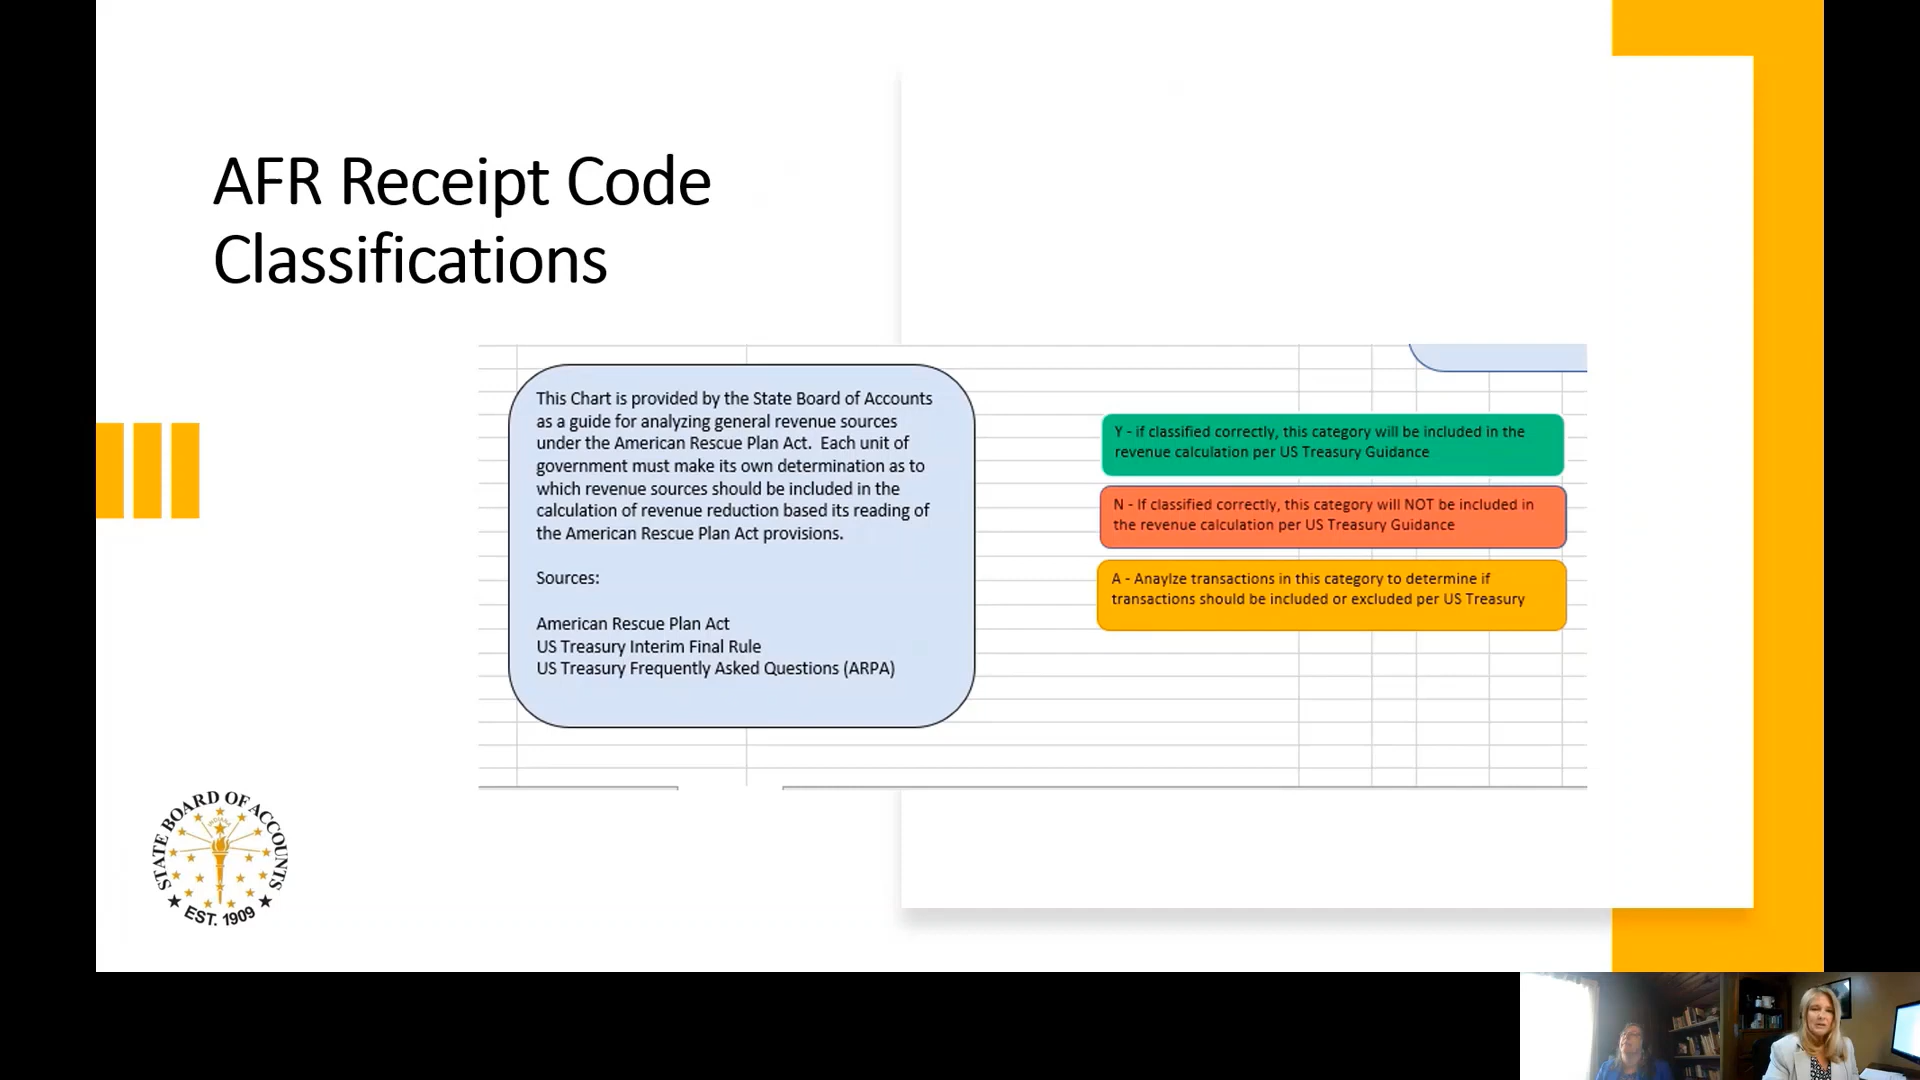 AFR Receipt Code
Classifications
This Chart is provided by the State Board of Accounts
as a guide for analyzing general revenue sources
under the American Rescue Plan Act.  Each unit of
government must make its own determination as to
which revenue sources should be included in the
calculation of revenue reduction based its reading of
the American Rescue Plan Act provisions.
Sources:
American Rescue Plan Act
US Treasury Interim Final Rule
US Treasury Frequently Asked Questions (ARPA)
Y - if classified correctly, this category will be included in the
revenue calculation per US Treasury Guidance
N - If classified correctly, this category will NOT be included in
the revenue calculation per US Treasury Guidance
A - Anaylze transactions in this category to determine if
transactions should be included or excluded per US Treasury
STATE BOARD OF ACCOUNTS
INDIANA
★ EST. 1909 ★